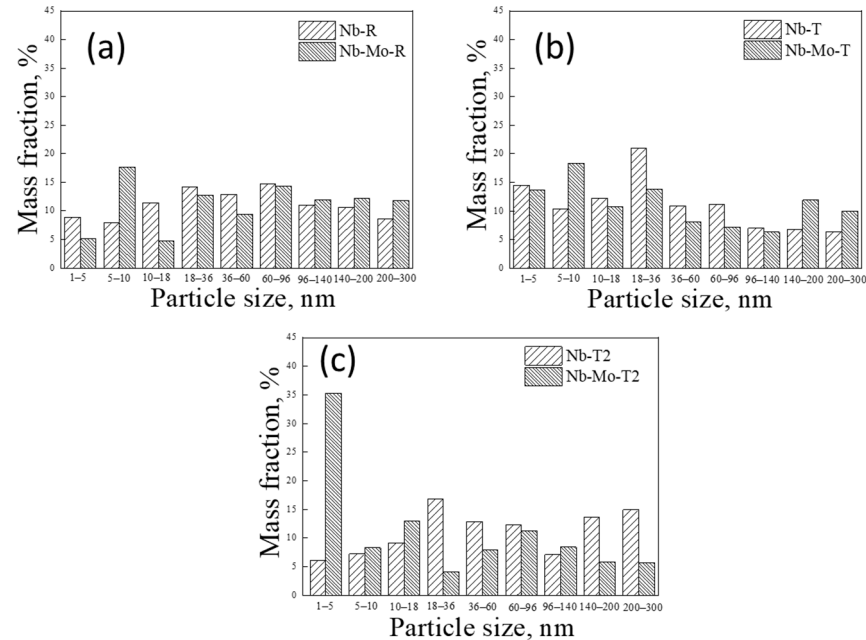 (a)
Nb-R
Nb-Mo-R
Mass fraction, %
45
40
35
30
25
20
15
10
5
0
1–5 5–10 10–18 18–36 36–60 60–96 96–140 140–200 200–300
Particle size, nm
(b)
Nb-T
Nb-Mo-T
Mass fraction, %
45
40
35
30
25
20
15
10
5
0
1–5 5–10 10–18 18–36 36–60 60–96 96–140 140–200 200–300
Particle size, nm
(c)
Nb-T2
Nb-Mo-T2
Mass fraction, %
45
40
35
30
25
20
15
10
5
0
1–5 5–10 10–18 18–36 36–60 60–96 96–140 140–200 200–300
Particle size, nm